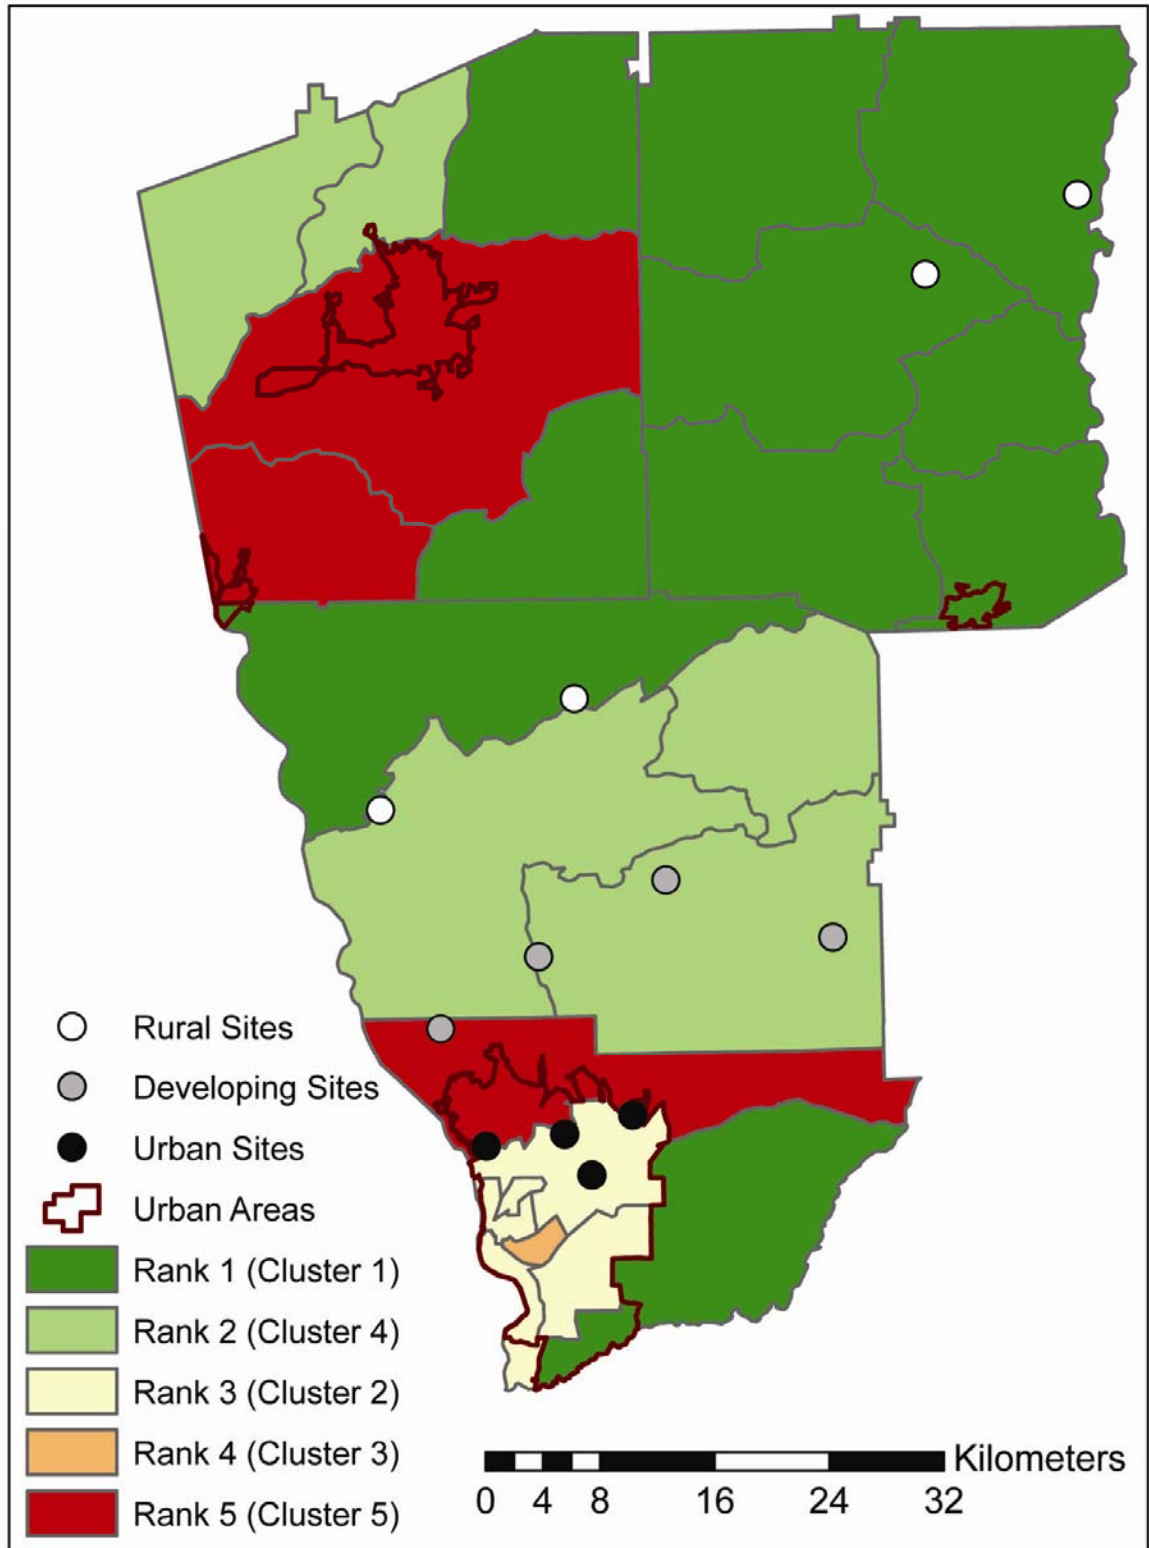 Rural Sites
Developing Sites
Urban Sites
Urban Areas
Rank 1 (Cluster 1)
Rank 2 (Cluster 4)
Rank 3 (Cluster 2)
Rank 4 (Cluster 3)
Rank 5 (Cluster 5)
Kilometers
0 4 8 16 24 32